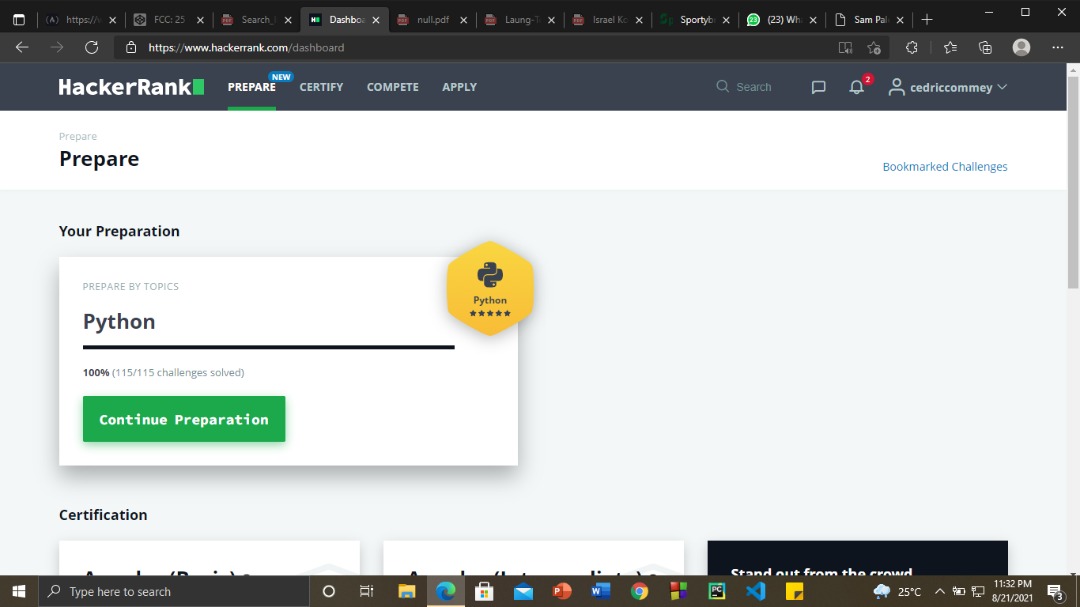 https://w
FCC: 25
Search_
Dashboa
null.pdf
Laung-T
Israel Ko
Sportyb
(23) Wh
Sam Pal
https://www.hackerrank.com/dashboard
HackerRank
PREPARE
NEW
CERTIFY
COMPETE
APPLY
Search
2
cedriccommey
Prepare
Prepare
Bookmarked Challenges
Your Preparation
PREPARE BY TOPICS
Python
Python
100% (115/115 challenges solved)
Continue Preparation
Certification
Stand out from the crowd
Type here to search
25°C
11:32 PM
8/21/2021
3